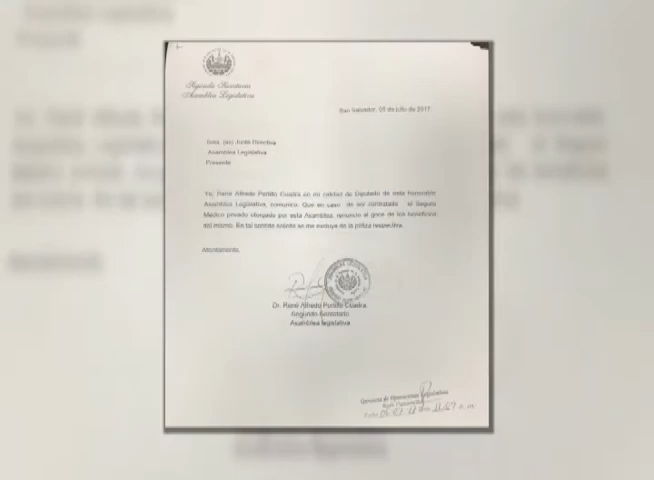 Segunda Secretaría
Asamblea Legislativa
San Salvador, 05 de julio de 2017.
Sres. (as) Junta Directiva
Asamblea Legislativa
Presente
Yo, René Alfredo Portillo Cuadra en mi calidad de Diputado de esta honorable
Asamblea Legislativa, comunico: Que en caso de ser contratada el Seguro
Médico privado otorgado por esta Asamblea, renuncio al goce de los beneficios
del mismo. En tal sentido solicito se me excluya de la póliza respectiva.
Atentamente,
Dr. René Alfredo Portillo Cuadra
Segundo Secretario
Asamblea legislativa
Gerencia de Operaciones Legislativas